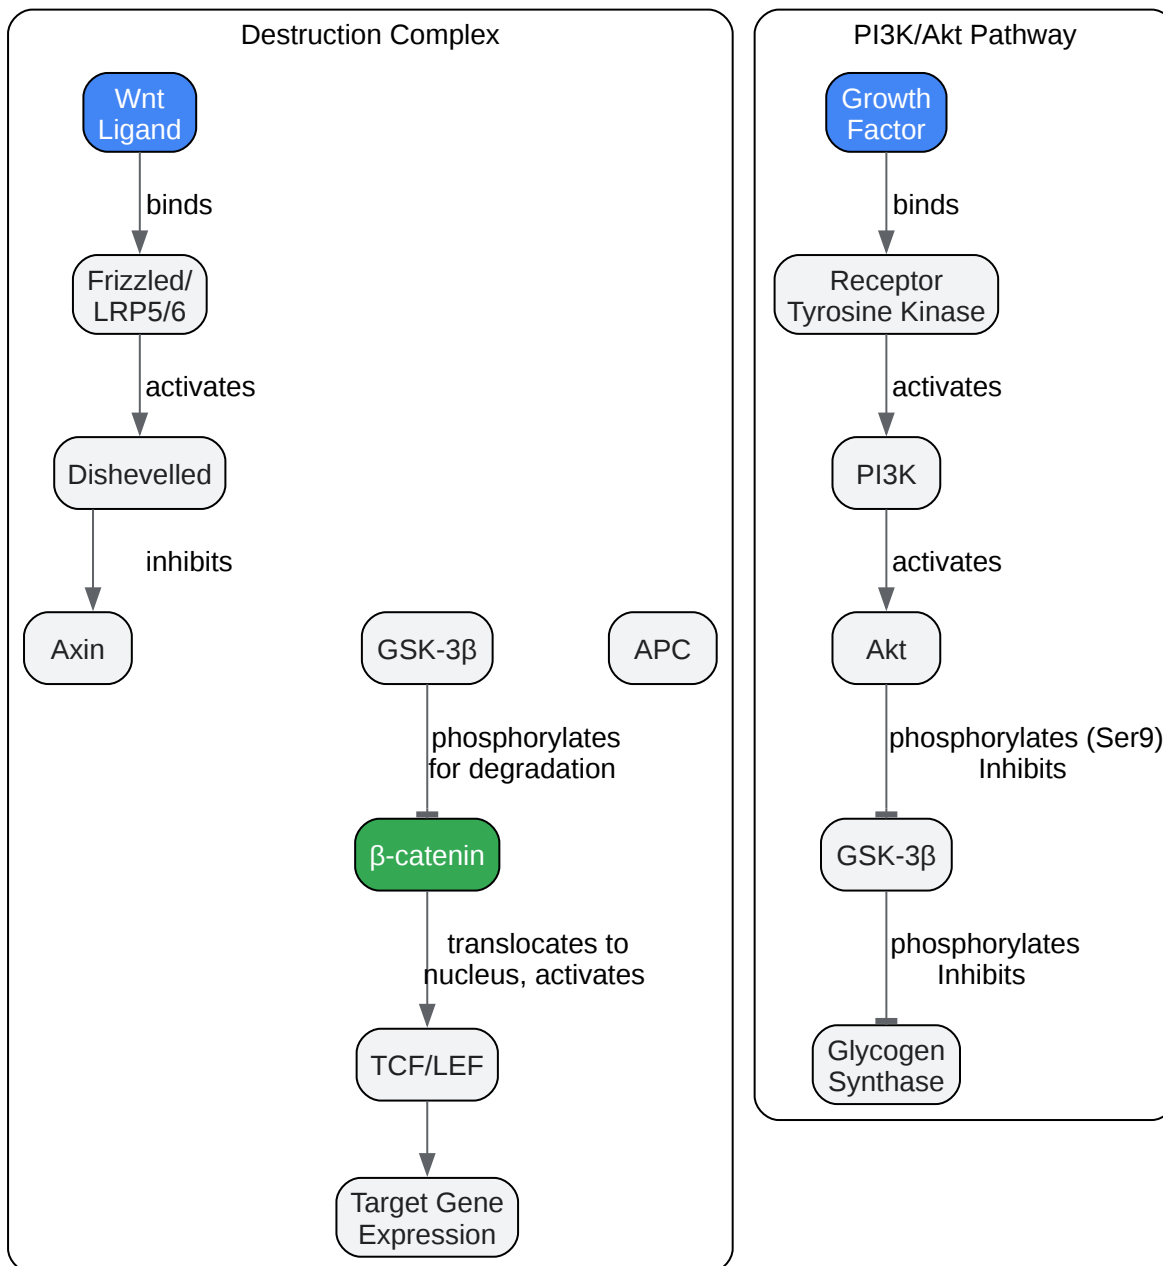 Destruction Complex
Wnt
Ligand
binds
Frizzled/
LRP5/6
activates
Dishevelled
inhibits
Axin
GSK-3β
APC
phosphorylates
for degradation
β-catenin
translocates to
nucleus, activates
TCF/LEF
Target Gene
Expression
PI3K/Akt Pathway
Growth
Factor
binds
Receptor
Tyrosine Kinase
activates
PI3K
activates
Akt
phosphorylates (Ser9)
Inhibits
GSK-3β
phosphorylates
Inhibits
Glycogen
Synthase